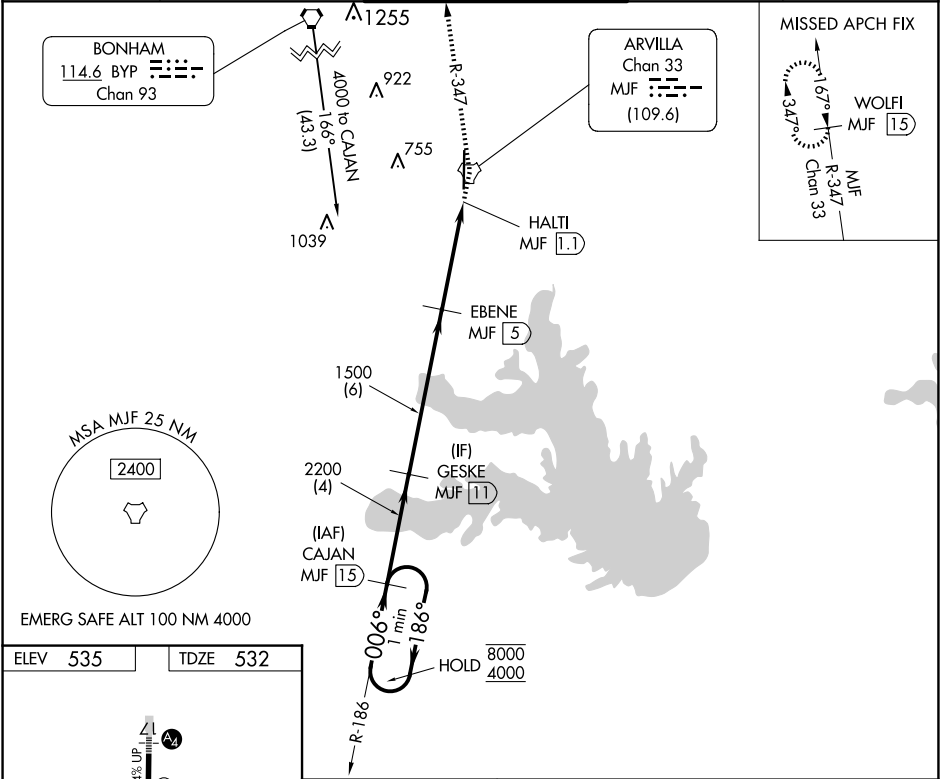 1255
BONHAM
114.6 BYP
Chan 93
4000 to CAJAN
166°
(43.3)
922
755
1039
R-347
ARVILLA
Chan 33
MJF
(109.6)
MISSED APCH FIX
167°
347°
WOLFI
MJF 15
MJF
R-347
Chan 33
HALTI
MJF 1.1
EBENE
MJF 5
1500
(6)
(IF)
GESKE
MJF 11
2200
(4)
(IAF)
CAJAN
MJF 15
MSA MJF 25 NM
2400
EMERG SAFE ALT 100 NM 4000
006°
1 min
186°
HOLD 8000
4000
R-186
ELEV 535
TDZE 532
17
A4
% UP